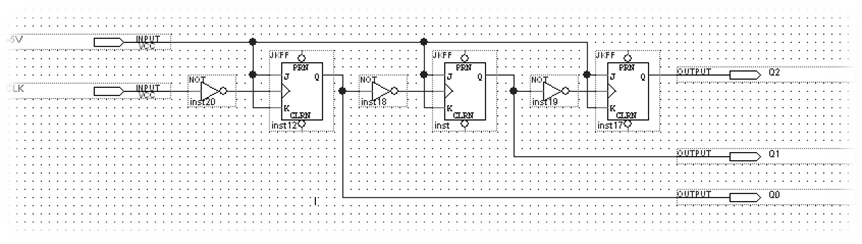 +5V INPUT VCC
JKFF JKFF JKFF
PRN PRN PRN
J Q J Q J Q OUTPUT Q2
CLK INPUT VCC NOT NOT NOT
inst20 inst18 inst19
K K K
CLRN CLRN CLRN
inst12 inst inst17
OUTPUT Q1
OUTPUT Q0